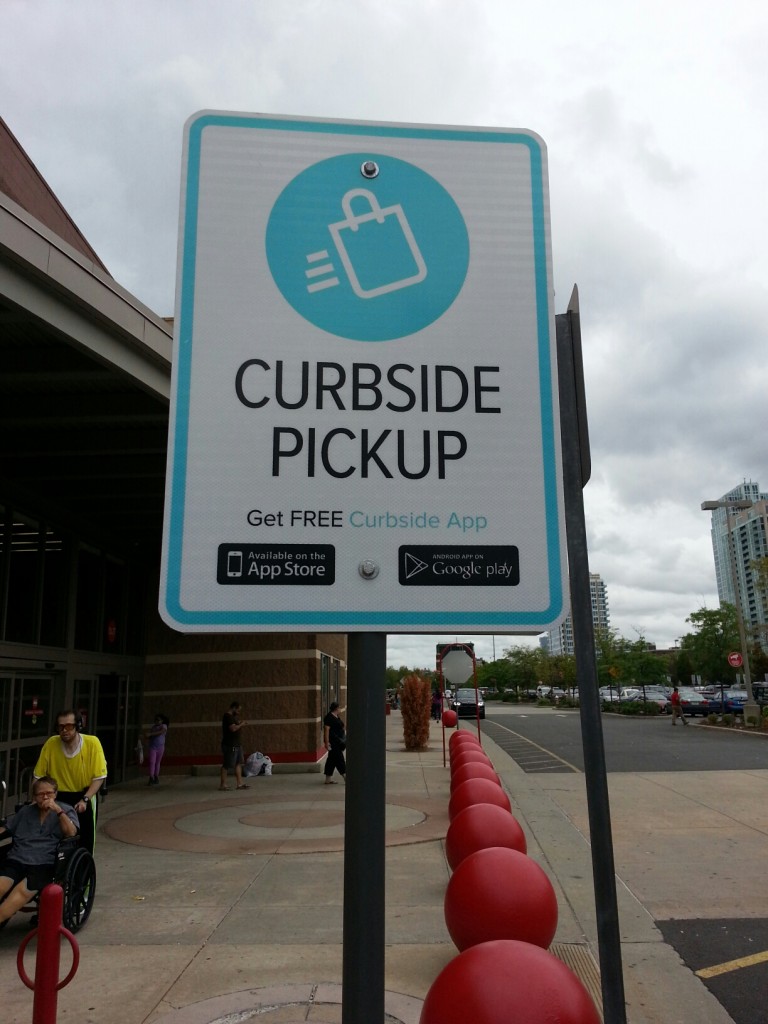 CURBSIDE
PICKUP
Get FREE Curbside App
Available on the
App Store
ANDROID APP ON
Google play